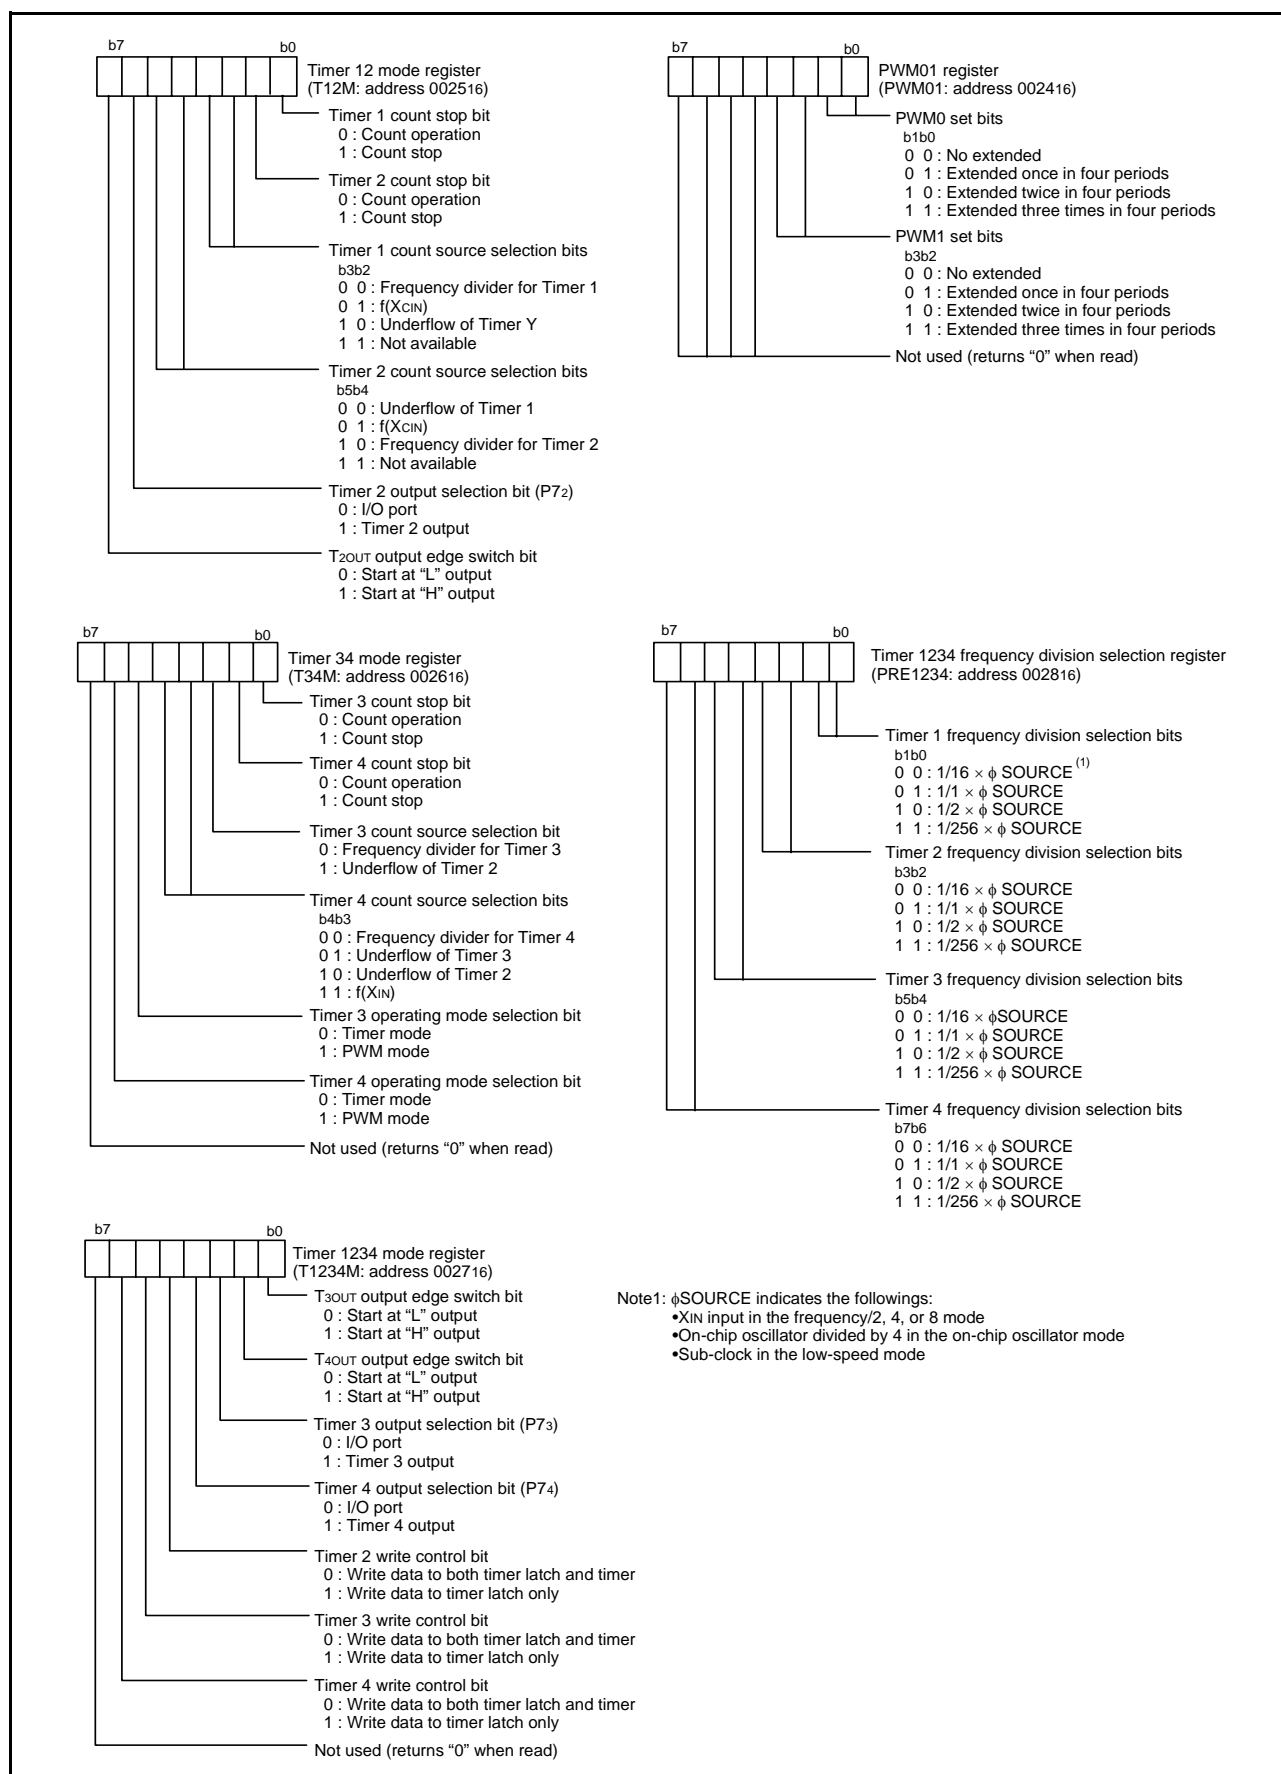 b7 b0
Timer 12 mode register
(T12M: address 002516)
Timer 1 count stop bit
0 : Count operation
1 : Count stop
Timer 2 count stop bit
0 : Count operation
1 : Count stop
Timer 1 count source selection bits
b3b2
0 0 : Frequency divider for Timer 1
0 1 : f(XCIN)
1 0 : Underflow of Timer Y
1 1 : Not available
Timer 2 count source selection bits
b5b4
0 0 : Underflow of Timer 1
0 1 : f(XCIN)
1 0 : Frequency divider for Timer 2
1 1 : Not available
Timer 2 output selection bit (P72)
0 : I/O port
1 : Timer 2 output
T2OUT output edge switch bit
0 : Start at “L” output
1 : Start at “H” output
b7 b0
PWM01 register
(PWM01: address 002416)
PWM0 set bits
b1b0
0 0 : No extended
0 1 : Extended once in four periods
1 0 : Extended twice in four periods
1 1 : Extended three times in four periods
PWM1 set bits
b3b2
0 0 : No extended
0 1 : Extended once in four periods
1 0 : Extended twice in four periods
1 1 : Extended three times in four periods
Not used (returns “0” when read)
b7 b0
Timer 34 mode register
(T34M: address 002616)
Timer 3 count stop bit
0 : Count operation
1 : Count stop
Timer 4 count stop bit
0 : Count operation
1 : Count stop
Timer 3 count source selection bit
0 : Frequency divider for Timer 3
1 : Underflow of Timer 2
Timer 4 count source selection bits
b4b3
0 0 : Frequency divider for Timer 4
0 1 : Underflow of Timer 3
1 0 : Underflow of Timer 2
1 1 : f(XIN)
Timer 3 operating mode selection bit
0 : Timer mode
1 : PWM mode
Timer 4 operating mode selection bit
0 : Timer mode
1 : PWM mode
Not used (returns “0” when read)
b7 b0
Timer 1234 frequency division selection register
(PRE1234: address 002816)
Timer 1 frequency division selection bits
b1b0
0 0 : 1/16 × φ SOURCE (1)
0 1 : 1/1 × φ SOURCE
1 0 : 1/2 × φ SOURCE
1 1 : 1/256 × φ SOURCE
Timer 2 frequency division selection bits
b3b2
0 0 : 1/16 × φ SOURCE
0 1 : 1/1 × φ SOURCE
1 0 : 1/2 × φ SOURCE
1 1 : 1/256 × φ SOURCE
Timer 3 frequency division selection bits
b5b4
0 0 : 1/16 × φSOURCE
0 1 : 1/1 × φ SOURCE
1 0 : 1/2 × φ SOURCE
1 1 : 1/256 × φ SOURCE
Timer 4 frequency division selection bits
b7b6
0 0 : 1/16 × φ SOURCE
0 1 : 1/1 × φ SOURCE
1 0 : 1/2 × φ SOURCE
1 1 : 1/256 × φ SOURCE
b7 b0
Timer 1234 mode register
(T1234M: address 002716)
T3OUT output edge switch bit
0 : Start at “L” output
1 : Start at “H” output
T4OUT output edge switch bit
0 : Start at “L” output
1 : Start at “H” output
Timer 3 output selection bit (P73)
0 : I/O port
1 : Timer 3 output
Timer 4 output selection bit (P74)
0 : I/O port
1 : Timer 4 output
Timer 2 write control bit
0 : Write data to both timer latch and timer
1 : Write data to timer latch only
Timer 3 write control bit
0 : Write data to both timer latch and timer
1 : Write data to timer latch only
Timer 4 write control bit
0 : Write data to both timer latch and timer
1 : Write data to timer latch only
Not used (returns “0” when read)
Note1: φSOURCE indicates the followings:
•XIN input in the frequency/2, 4, or 8 mode
•On-chip oscillator divided by 4 in the on-chip oscillator mode
•Sub-clock in the low-speed mode